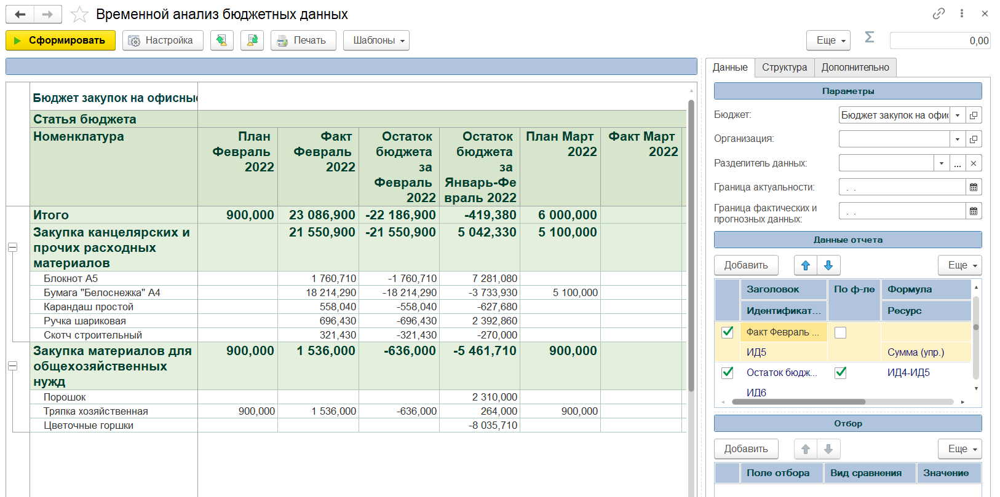 Временной анализ бюджетных данных
Сформировать Настройка Печать Шаблоны Еще Σ 0,00
Данные Структура Дополнительно
Бюджет закупок на офисны
Статья бюджета
Номенклатура План Февраль 2022 Факт Февраль 2022 Остаток бюджета за Февраль 2022 Остаток бюджета за Январь-Февраль 2022 План Март 2022 Факт Март 2022
Итого 900,000 23 086,900 -22 186,900 -419,380 6 000,000
Закупка канцелярских и 21 550,900 -21 550,900 5 042,330 5 100,000
прочих расходных
материалов
Блокнот А5 1 760,710 -1 760,710 7 281,080
Бумага "Белоснежка" А4 18 214,290 -18 214,290 -3 733,930 5 100,000
Карандаш простой 558,040 -558,040 -627,680
Ручка шариковая 696,430 -696,430 2 392,860
Скотч строительный 321,430 -321,430 -270,000
Закупка материалов для 900,000 1 536,000 -636,000 -5 461,710 900,000
общехозяйственных
нужд
Порошок 2 310,000
Тряпка хозяйственная 900,000 1 536,000 -636,000 264,000 900,000
Цветочные горшки -8 035,710
Параметры
Бюджет: Бюджет закупок на офи
Организация:
Разделитель данных: ...
Граница актуальности: . .
Граница фактических и
прогнозных данных: . .
Данные отчета
Добавить Еще
Заголовок По ф-ле Формула
Идентификат... Ресурс
Факт Февраль ...
ИД5 Сумма (упр.)
Остаток бюдж... ИД4-ИД5
ИД6
Отбор
Добавить Еще
Поле отбора Вид сравнения Значение